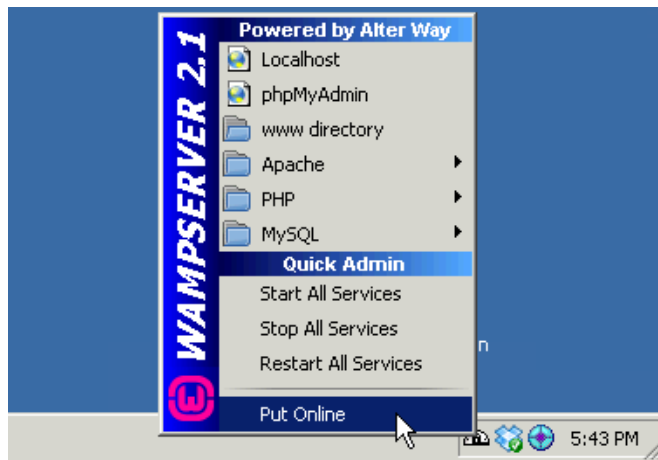 WAMPSERVER 2.1
Powered by Alter Way
Localhost
phpMyAdmin
www directory
Apache
PHP
MySQL
Quick Admin
Start All Services
Stop All Services
Restart All Services
Put Online
n
5:43 PM